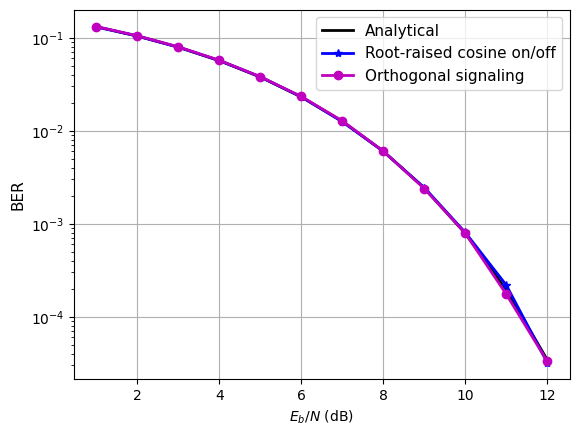 Analytical
Root-raised cosine on/off
Orthogonal signaling
BER
10⁻¹
10⁻²
10⁻³
10⁻⁴
2 4 6 8 10 12
E_b/N (dB)